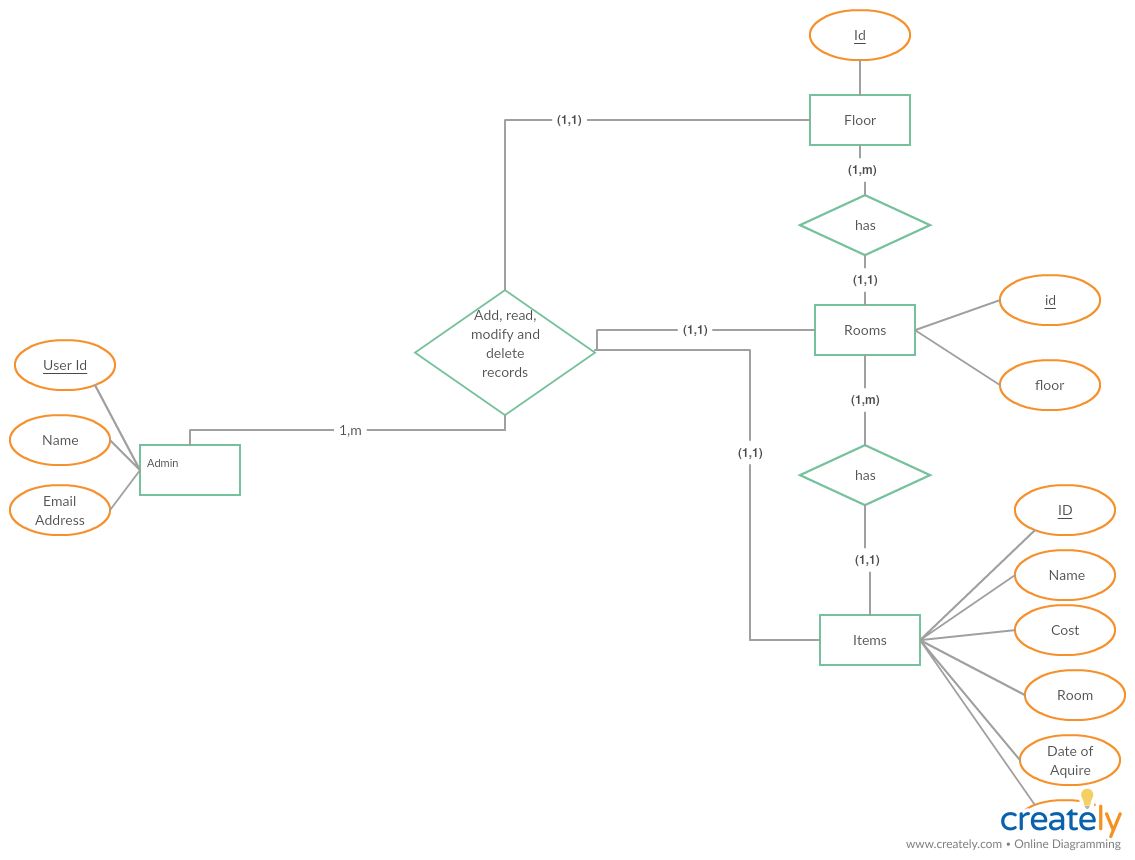 Id
Floor
(1,1)
(1,m)
has
(1,1)
id
Add, read,
modify and
delete
records
(1,1)
Rooms
User Id
floor
(1,m)
1,m
Name
(1,1)
Admin
has
Email
Address
ID
(1,1)
Name
Cost
Items
Room
Date of
Aquire
creately
www.creately.com • Online Diagramming